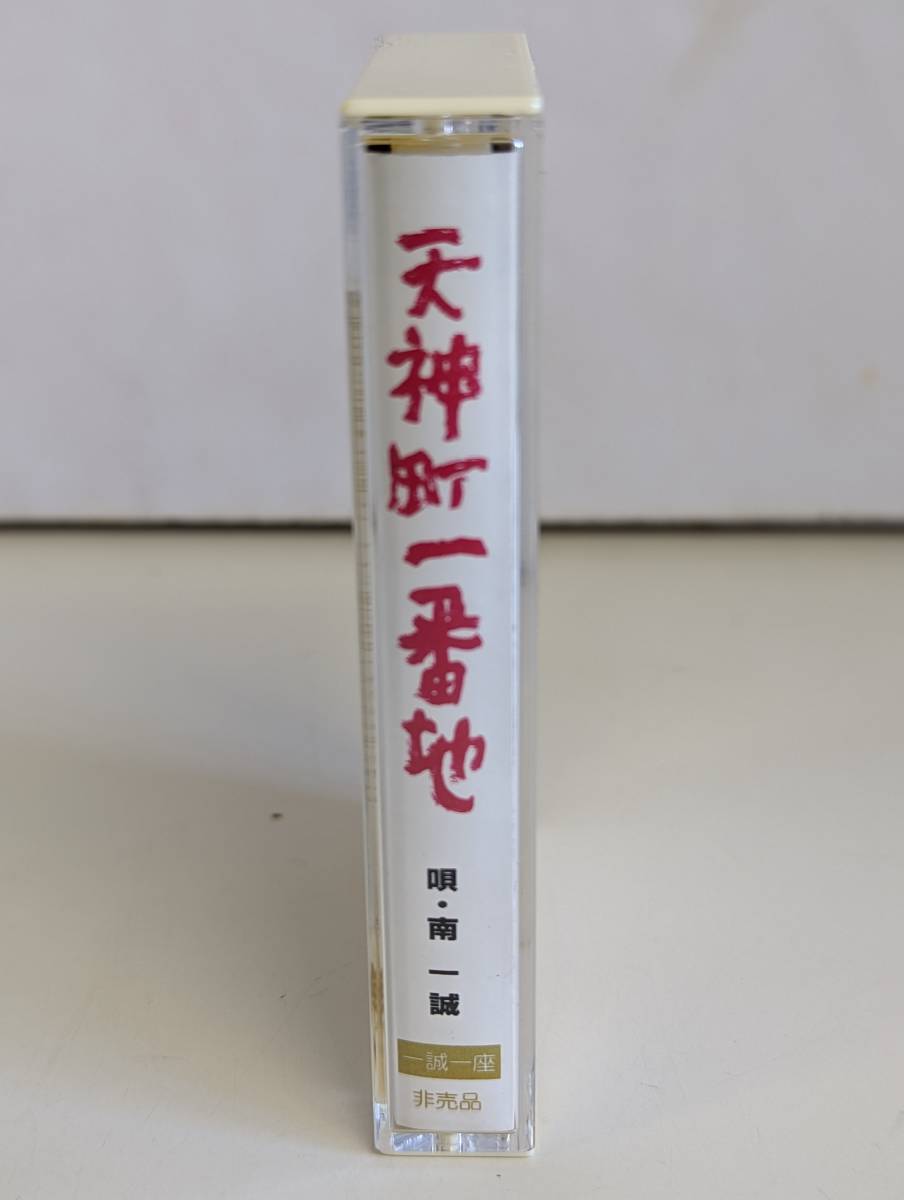 天神町一番地
唄・南 一誠
一誠一座
非売品